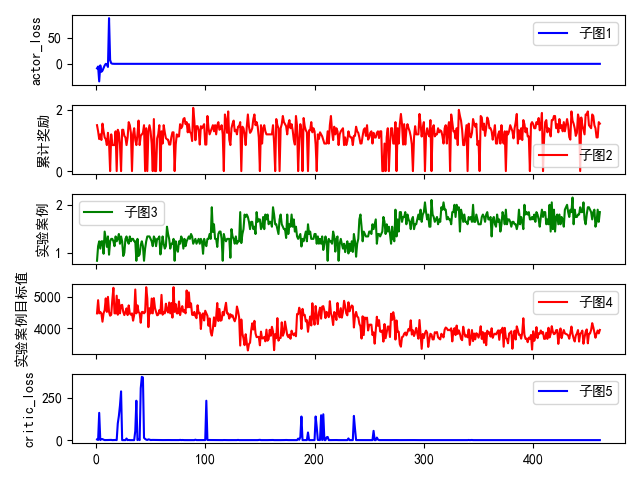 actor_loss
50
0
子图1
累计奖励
2
0
子图2
实验案例
2
1
子图3
实验案例目标值
5000
4000
子图4
critic_loss
250
0
子图5
0 100 200 300 400